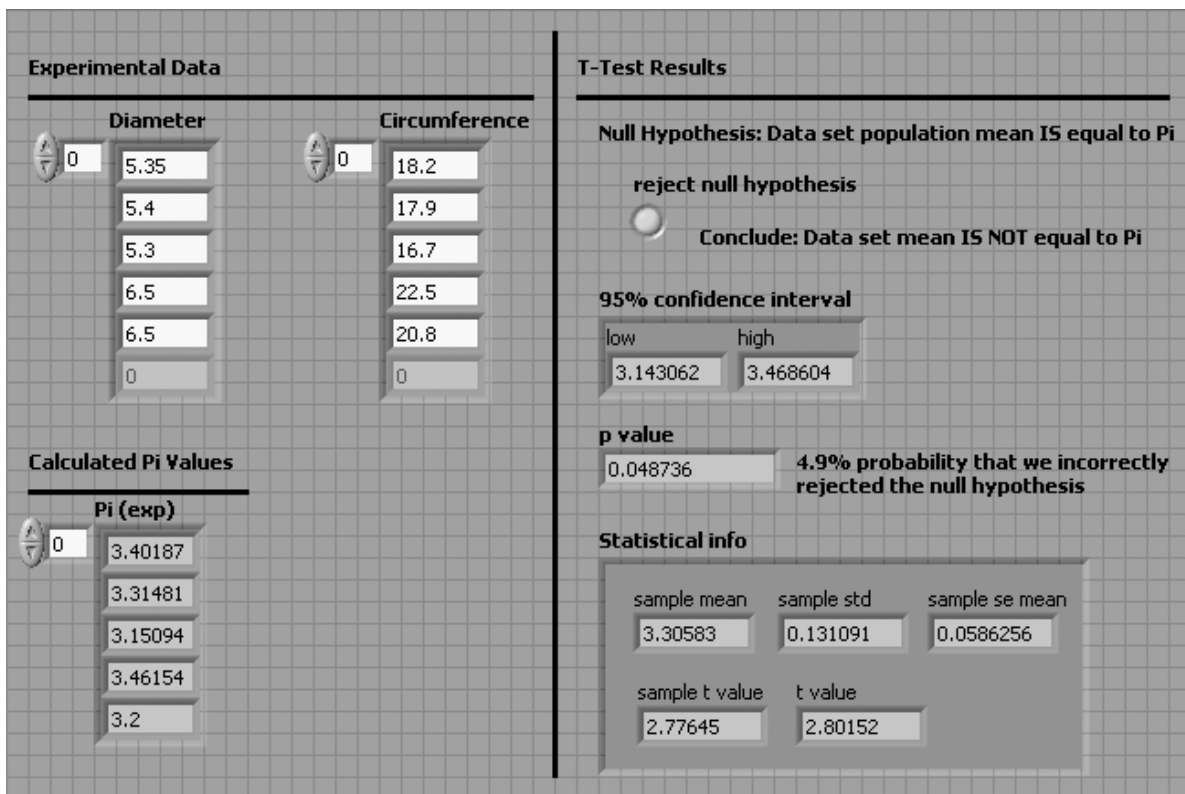 Experimental Data
Diameter
0
5.35
5.4
5.3
6.5
6.5
0
Circumference
0
18.2
17.9
16.7
22.5
20.8
0
Calculated Pi Values
Pi (exp)
0
3.40187
3.31481
3.15094
3.46154
3.2
T-Test Results
Null Hypothesis: Data set population mean IS equal to Pi
reject null hypothesis
Conclude: Data set mean IS NOT equal to Pi
95% confidence interval
low high
3.143062 3.468604
p value
0.048736
4.9% probability that we incorrectly
rejected the null hypothesis
Statistical info
sample mean sample std sample se mean
3.30583 0.131091 0.0586256
sample t value t value
2.77645 2.80152